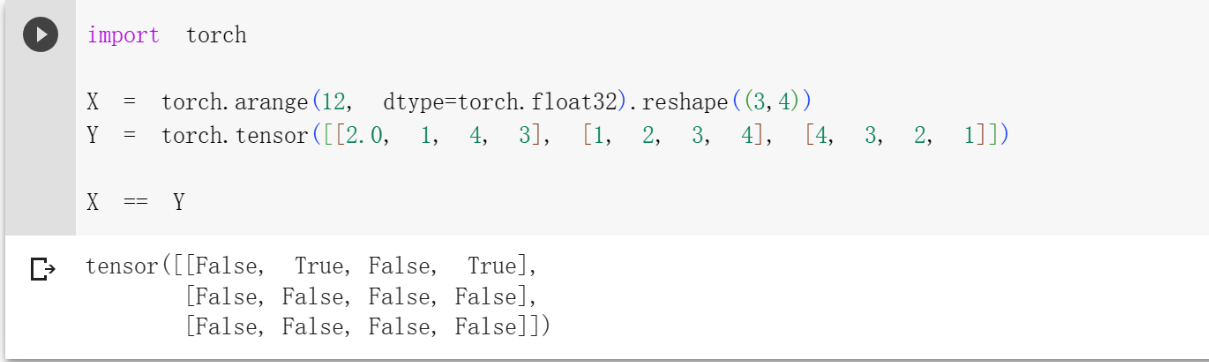 import torch
X = torch.arange(12, dtype=torch.float32).reshape((3,4))
Y = torch.tensor([[2.0, 1, 4, 3], [1, 2, 3, 4], [4, 3, 2, 1]])
X == Y
tensor([[False, True, False, True],
[False, False, False, False],
[False, False, False, False]])